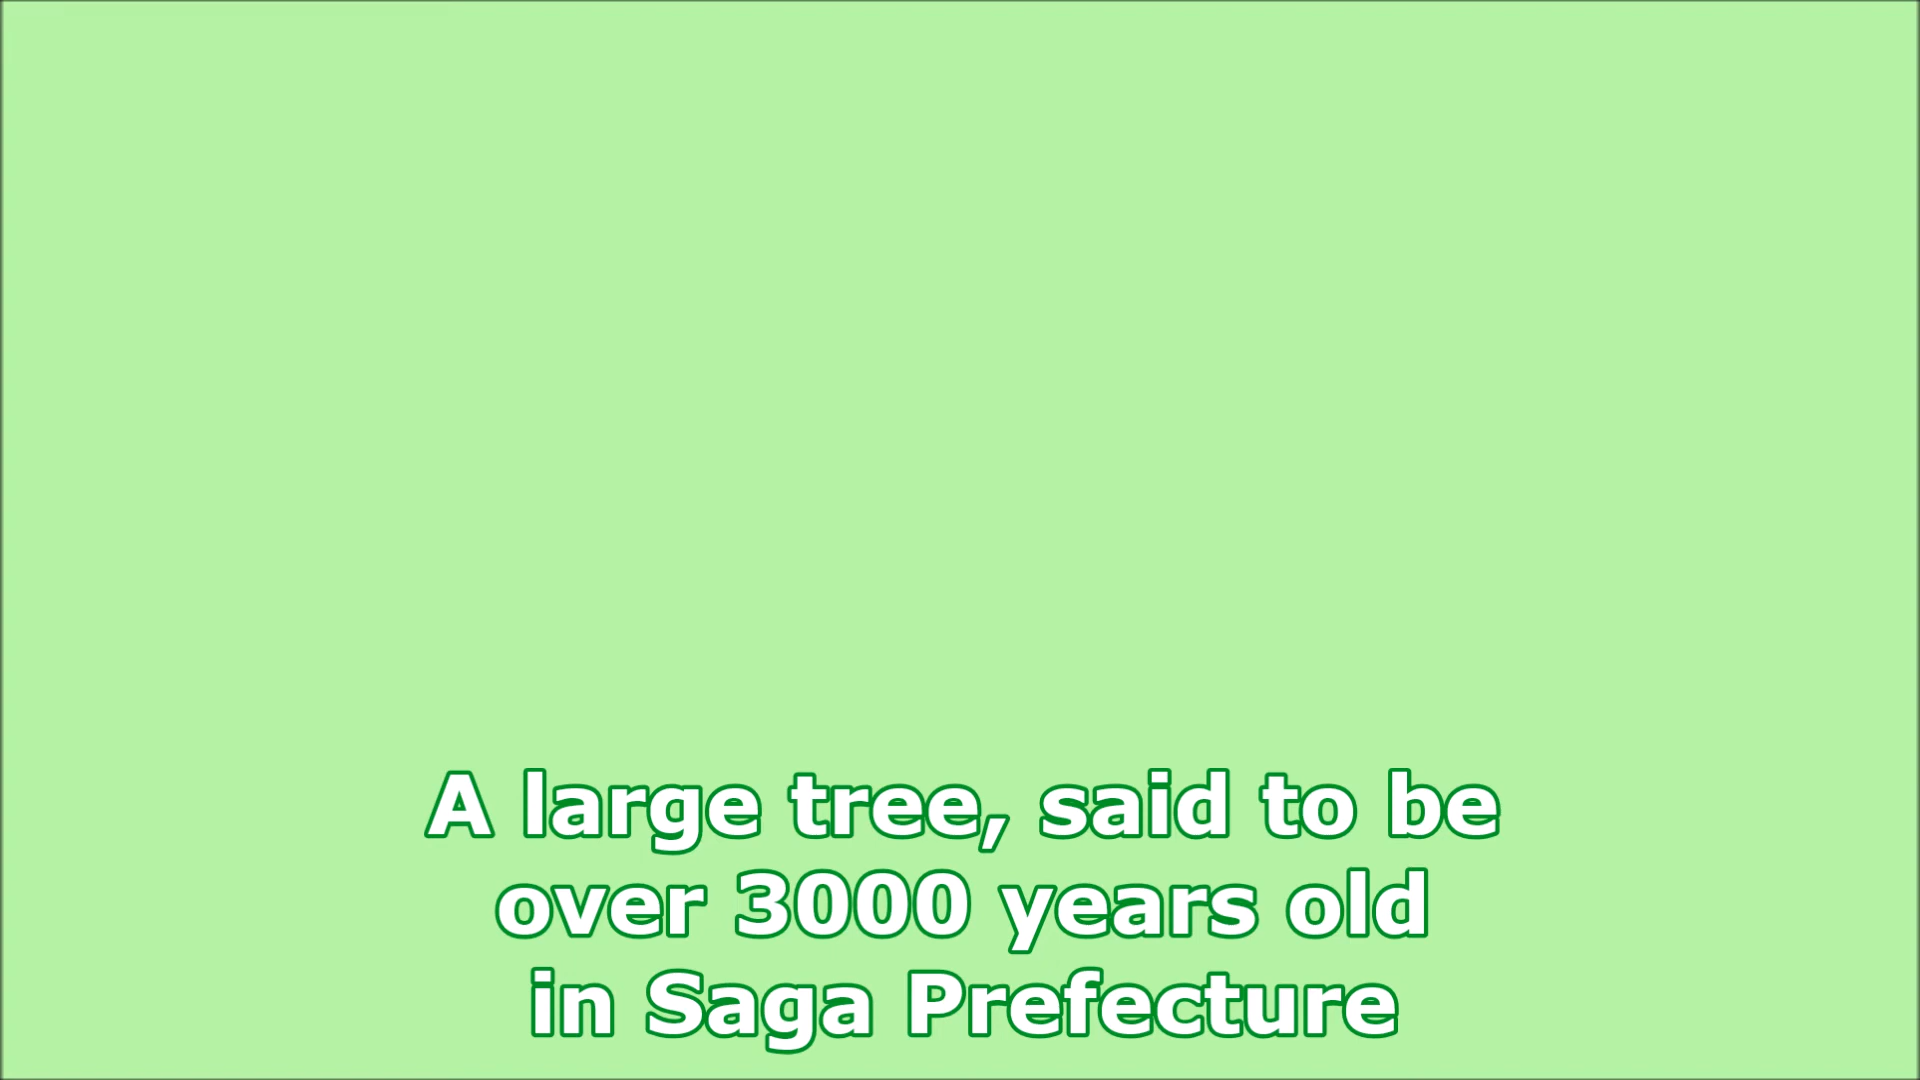 A large tree, said to be
over 3000 years old
in Saga Prefecture